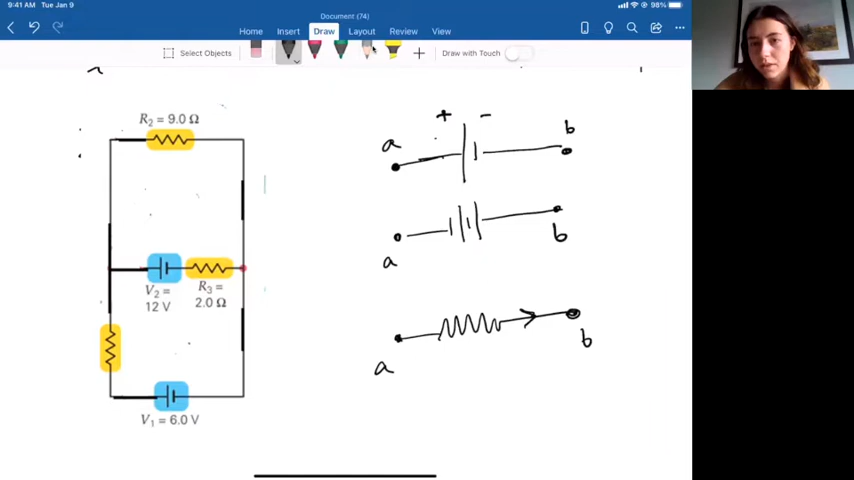 9:41 AM Tue Jan 9
98%
Document (74)
Home Insert Draw Layout Fx Review View
Select Objects
Draw with Touch
R2 = 9.0 Ω
+ -
a
b
a
b
V2 =
12 V
R3 =
2.0 Ω
a
b
V1 = 6.0 V